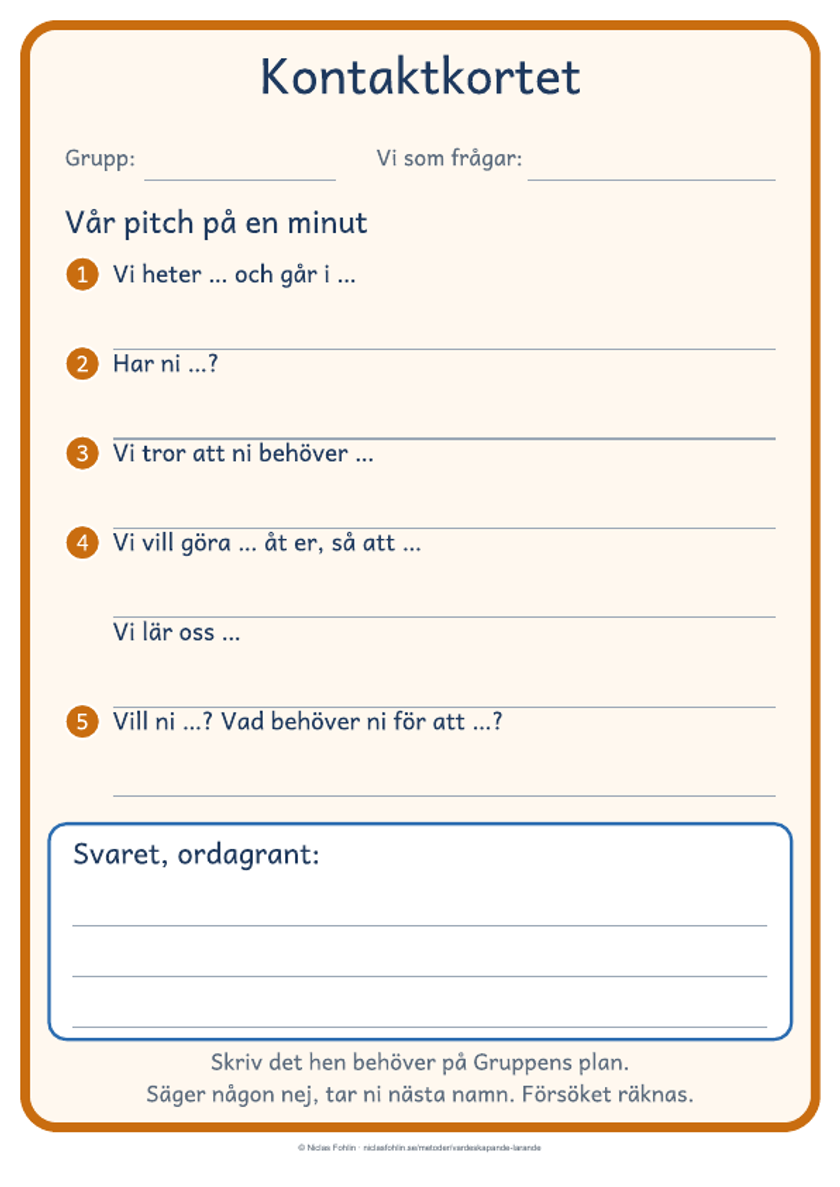 Kontaktkortet
Grupp: Vi som frågar:
Vår pitch på en minut
1 Vi heter ... och går i ...
2 Har ni ...?
3 Vi tror att ni behöver ...
4 Vi vill göra ... åt er, så att ...
Vi lär oss ...
5 Vill ni ...? Vad behöver ni för att ...?
Svaret, ordagrant:
Skriv det hen behöver på Gruppens plan.
Säger någon nej, tar ni nästa namn. Försöket räknas.
© Niclas Fohlin · niclasfohlin.se/metoder/vardeskapande-larande